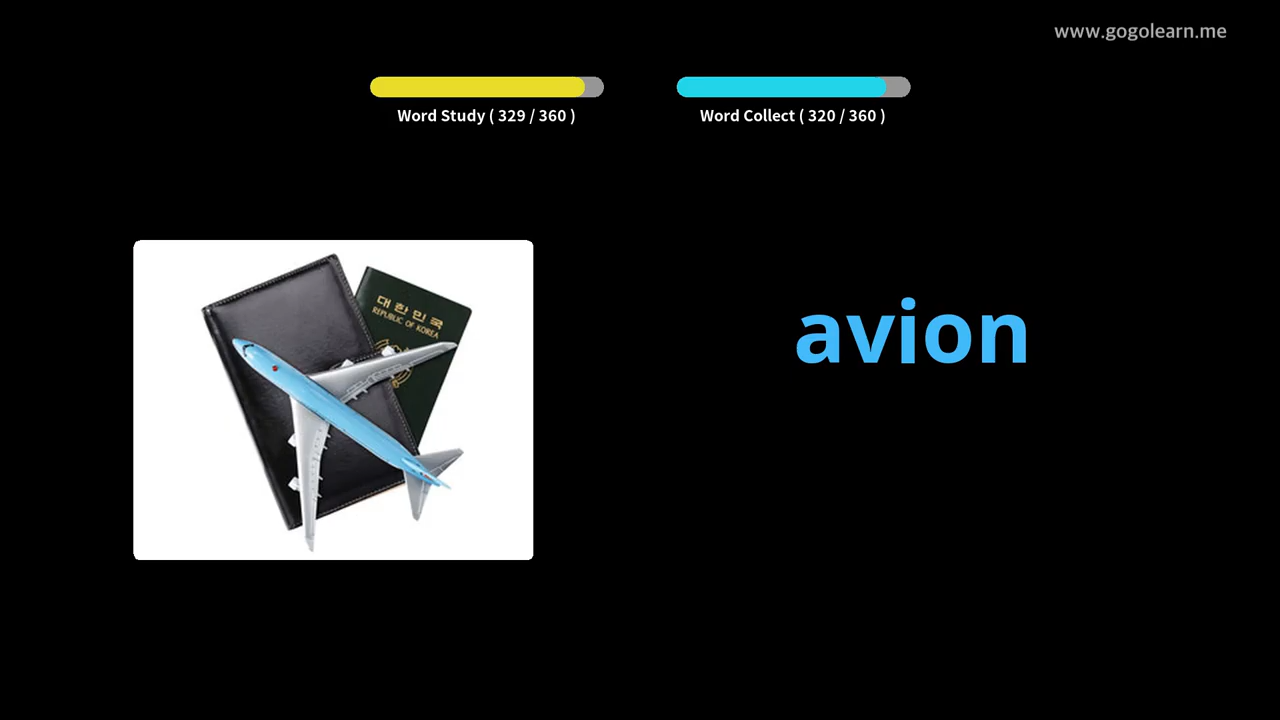 www.gogolearn.me
Word Study ( 329 / 360 )
Word Collect ( 320 / 360 )
대한민국
REPUBLIC OF KOREA
avion